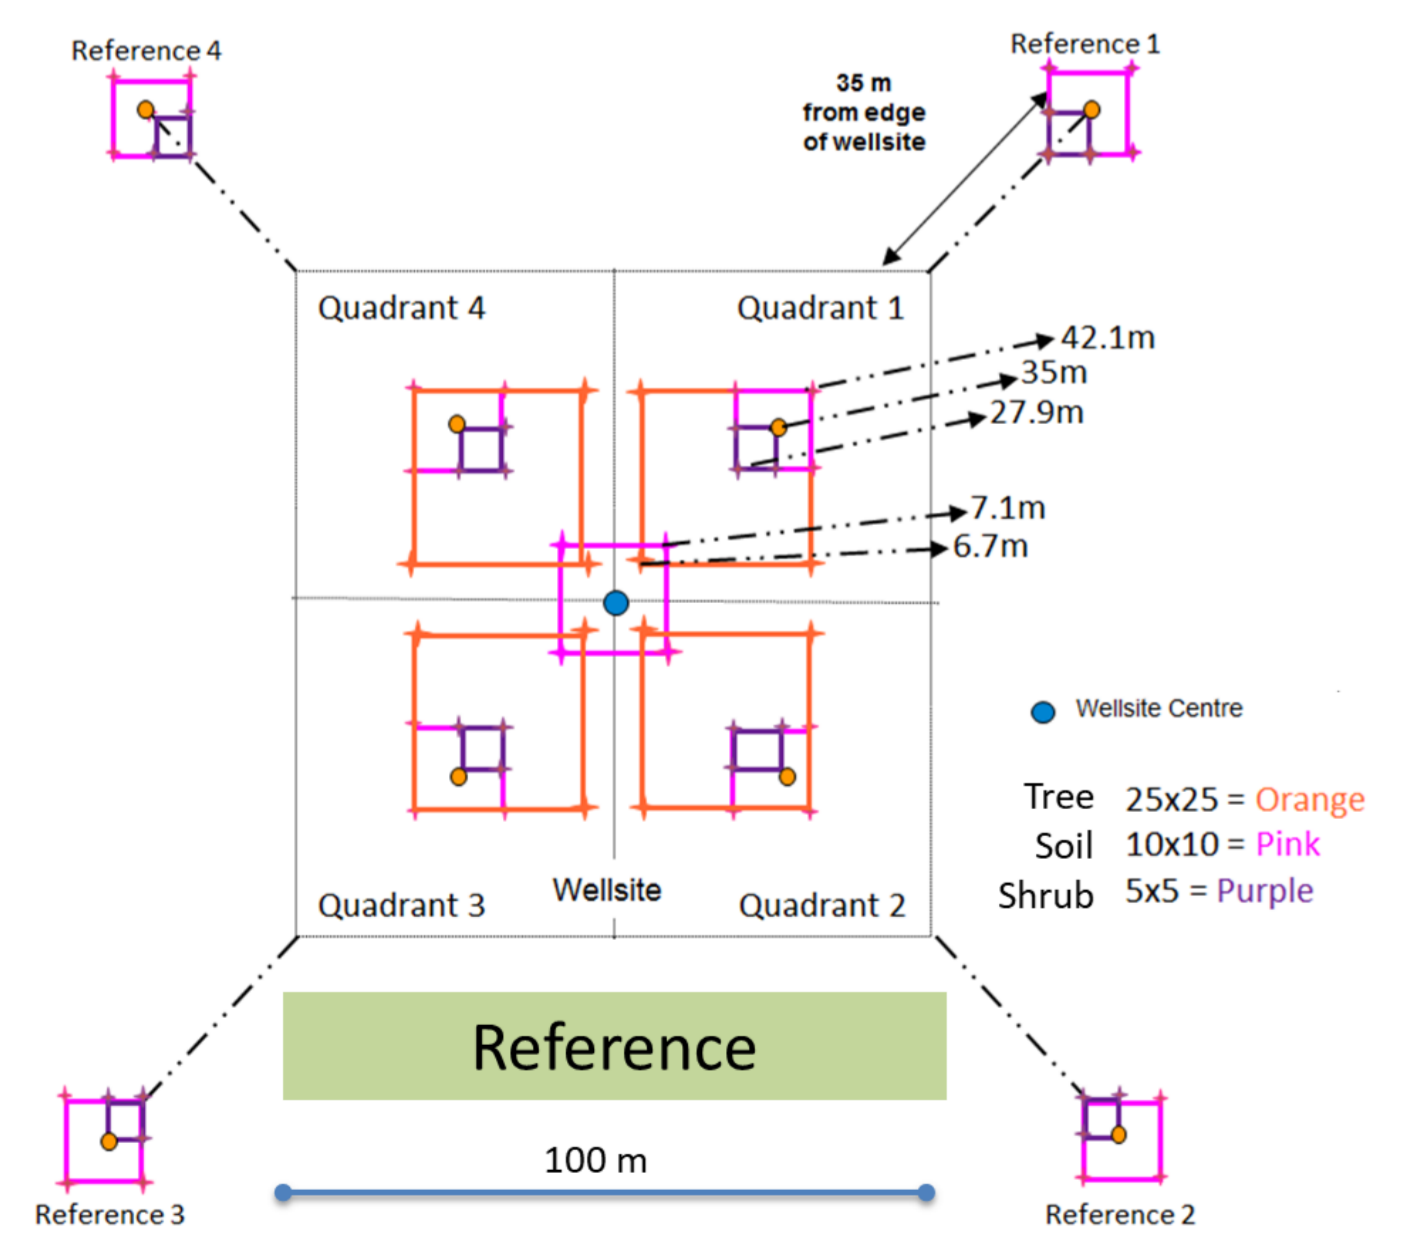 Reference 4
Reference 1
35 m
from edge
of wellsite
Quadrant 4
Quadrant 1
42.1m
35m
27.9m
7.1m
6.7m
Wellsite Centre
Tree 25x25 = Orange
Soil 10x10 = Pink
Shrub 5x5 = Purple
Quadrant 3
Wellsite
Quadrant 2
Reference
100 m
Reference 3
Reference 2